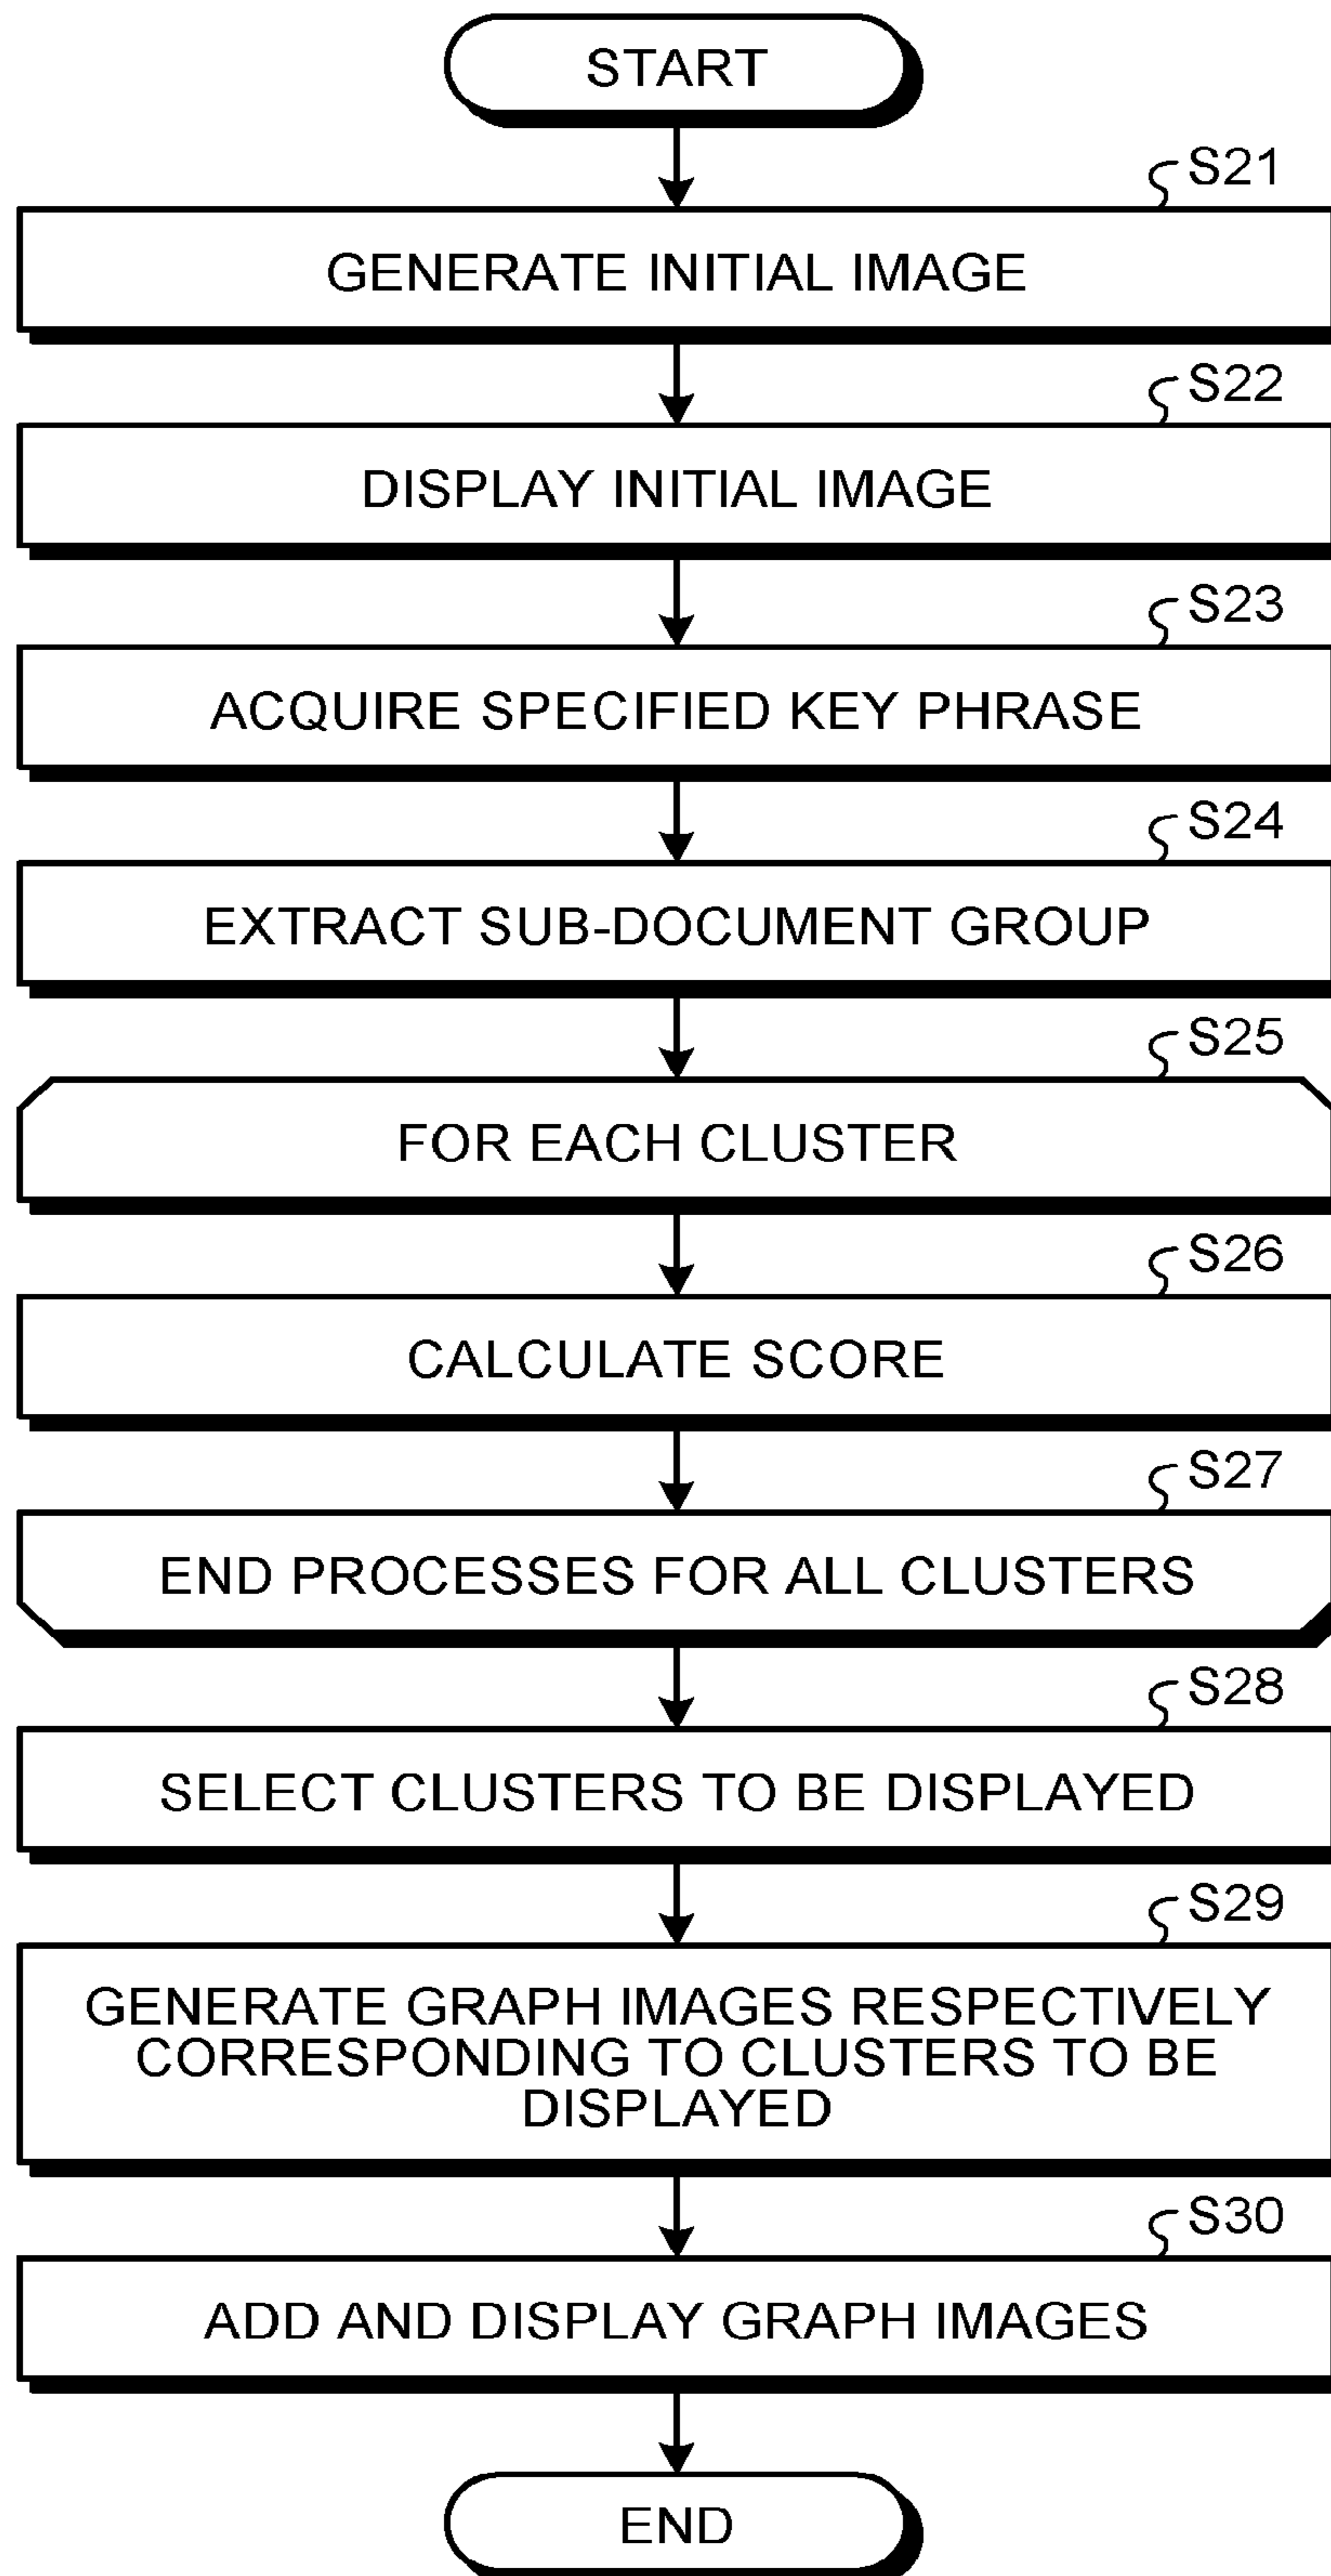 START
S21
GENERATE INITIAL IMAGE
S22
DISPLAY INITIAL IMAGE
S23
ACQUIRE SPECIFIED KEY PHRASE
S24
EXTRACT SUB-DOCUMENT GROUP
S25
FOR EACH CLUSTER
S26
CALCULATE SCORE
S27
END PROCESSES FOR ALL CLUSTERS
S28
SELECT CLUSTERS TO BE DISPLAYED
S29
GENERATE GRAPH IMAGES RESPECTIVELY
CORRESPONDING TO CLUSTERS TO BE
DISPLAYED
S30
ADD AND DISPLAY GRAPH IMAGES
END